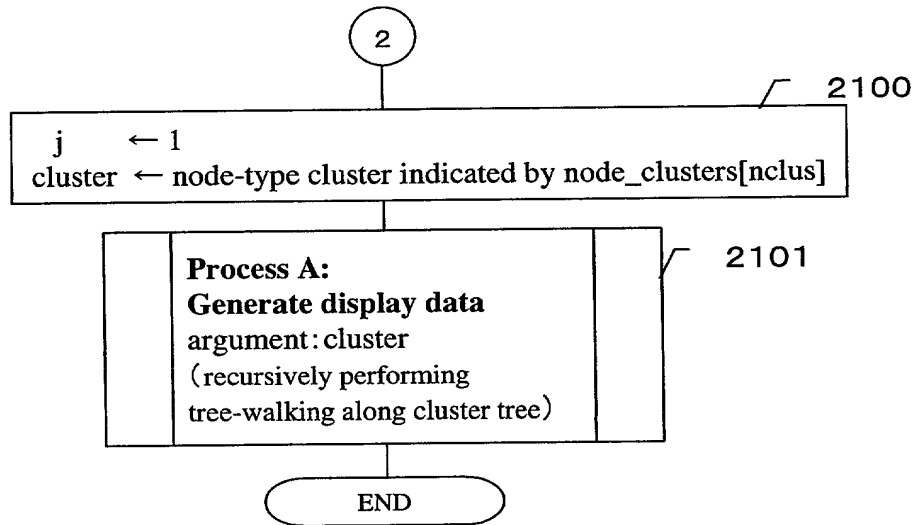 2
2100
j ← 1
cluster ← node-type cluster indicated by node_clusters[nclus]
2101
Process A:
Generate display data
argument:cluster
(recursively performing
tree-walking along cluster tree)
END